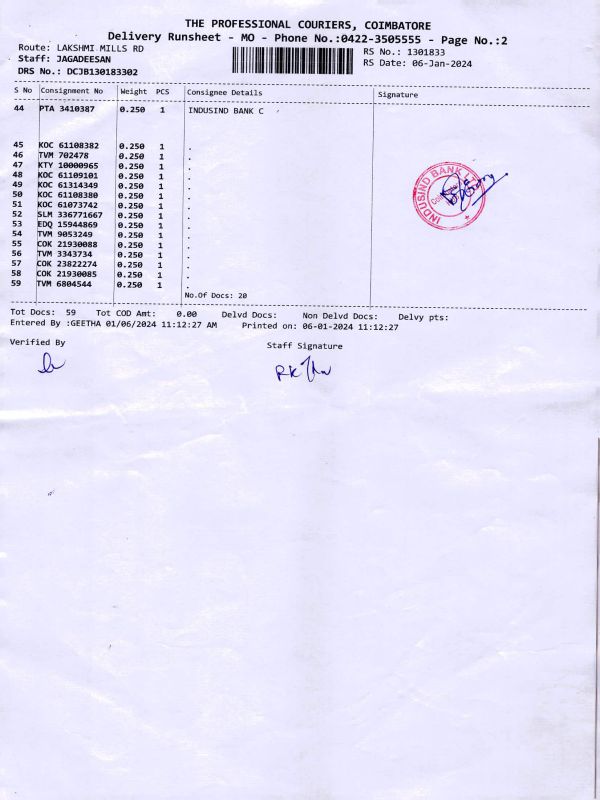 THE PROFESSIONAL COURIERS, COIMBATORE
Delivery Runsheet - MO - Phone No.:0422-3505555 - Page No.:2
Route: LAKSHMI MILLS RD RS No.: 1301833
Staff: JAGADEESAN RS Date: 06-Jan-2024
DRS No.: DCJB130183302
S No Consignment No Weight PCS Consignee Details Signature
44 PTA 3410387 0.250 1 INDUSIND BANK C
45 KOC 61108382 0.250 1 .
46 TVM 702478 0.250 1 .
47 KTY 10000965 0.250 1 .
48 KOC 61109101 0.250 1 .
49 KOC 61314349 0.250 1 .
50 KOC 61108380 0.250 1 .
51 KOC 61073742 0.250 1 .
52 SLM 336771667 0.250 1 .
53 EDQ 15944869 0.250 1 .
54 TVM 9053249 0.250 1 .
55 COK 21930088 0.250 1 .
56 TVM 3343734 0.250 1 .
57 COK 23822274 0.250 1 .
58 COK 21930085 0.250 1 .
59 TVM 6804544 0.250 1 .
INDUSIND BANK LTD
No.Of Docs: 20
Tot Docs: 59 Tot COD Amt: 0.00 Delvd Docs: Non Delvd Docs: Delvy pts:
Entered By :GEETHA 01/06/2024 11:12:27 AM Printed on: 06-01-2024 11:12:27
Verified By Staff Signature